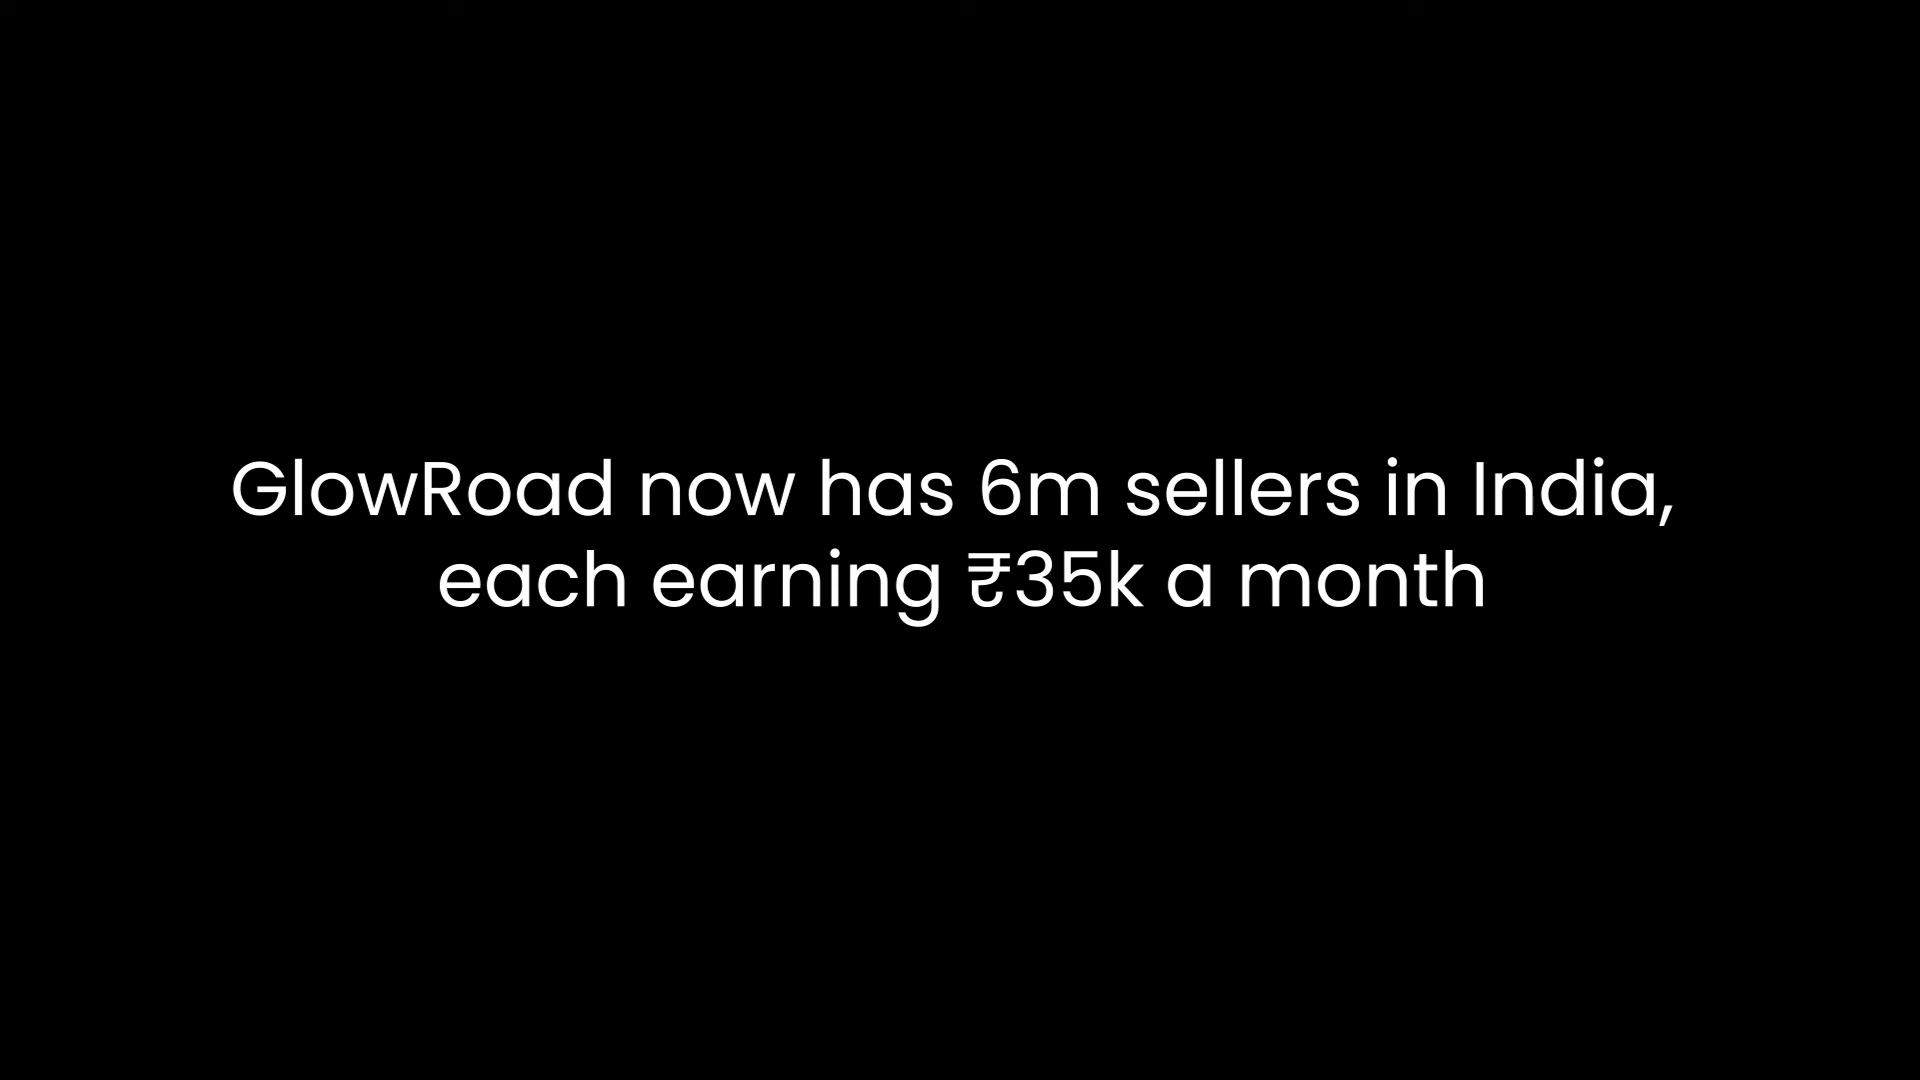 GlowRoad now has 6m sellers in India,
each earning ₹35k a month